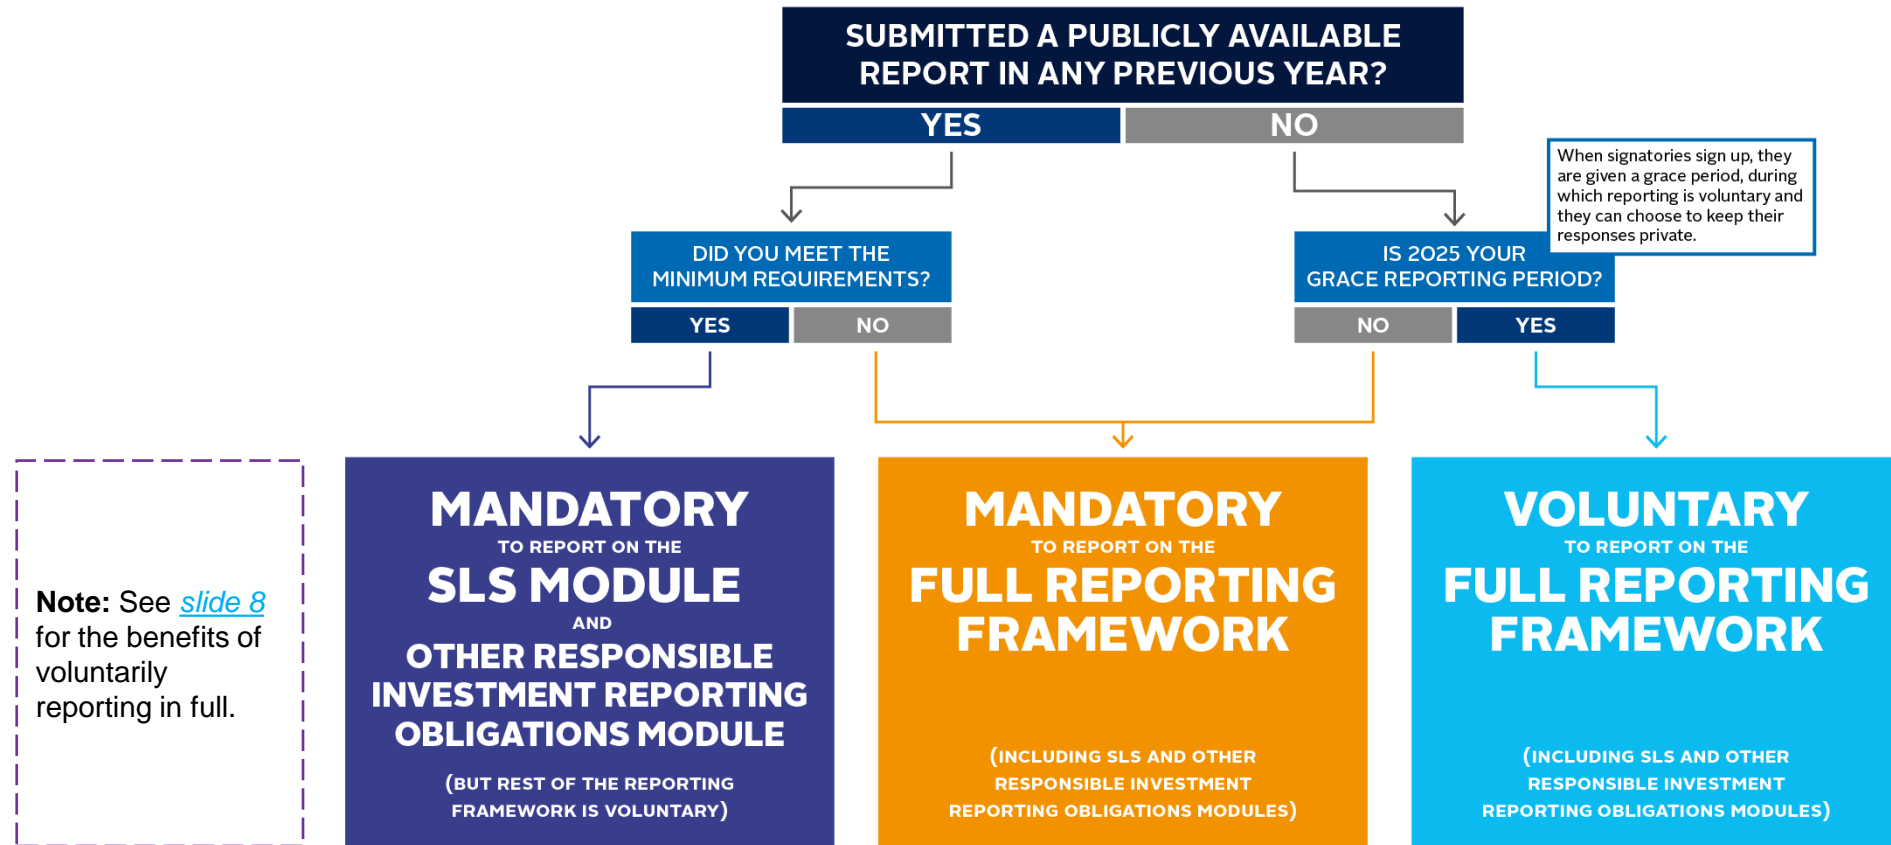 SUBMITTED A PUBLICLY AVAILABLE
REPORT IN ANY PREVIOUS YEAR?
YES
NO
When signatories sign up, they
are given a grace period, during
which reporting is voluntary and
they can choose to keep their
responses private.
DID YOU MEET THE
MINIMUM REQUIREMENTS?
YES
NO
IS 2025 YOUR
GRACE REPORTING PERIOD?
NO
YES
Note: See slide 8
for the benefits of
voluntarily
reporting in full.
MANDATORY
TO REPORT ON THE
SLS MODULE
AND
OTHER RESPONSIBLE
INVESTMENT REPORTING
OBLIGATIONS MODULE
(BUT REST OF THE REPORTING
FRAMEWORK IS VOLUNTARY)
MANDATORY
TO REPORT ON THE
FULL REPORTING
FRAMEWORK
(INCLUDING SLS AND OTHER
RESPONSIBLE INVESTMENT
REPORTING OBLIGATIONS MODULES)
VOLUNTARY
TO REPORT ON THE
FULL REPORTING
FRAMEWORK
(INCLUDING SLS AND OTHER
RESPONSIBLE INVESTMENT
REPORTING OBLIGATIONS MODULES)